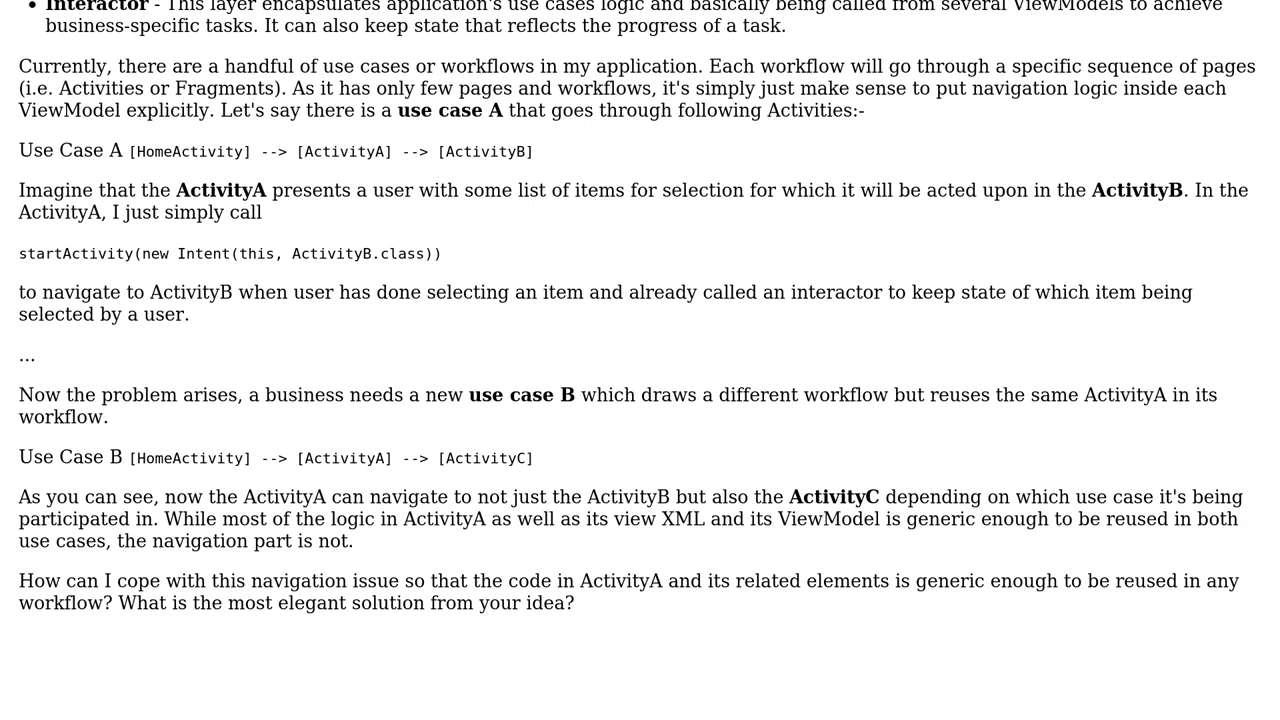 • Interactor - This layer encapsulates application's use cases logic and basically being called from several ViewModels to achieve
business-specific tasks. It can also keep state that reflects the progress of a task.
Currently, there are a handful of use cases or workflows in my application. Each workflow will go through a specific sequence of pages
(i.e. Activities or Fragments). As it has only few pages and workflows, it's simply just make sense to put navigation logic inside each
ViewModel explicitly. Let's say there is a use case A that goes through following Activities:-
Use Case A [HomeActivity] --> [ActivityA] --> [ActivityB]
Imagine that the ActivityA presents a user with some list of items for selection for which it will be acted upon in the ActivityB. In the
ActivityA, I just simply call
startActivity(new Intent(this, ActivityB.class))
to navigate to ActivityB when user has done selecting an item and already called an interactor to keep state of which item being
selected by a user.
...
Now the problem arises, a business needs a new use case B which draws a different workflow but reuses the same ActivityA in its
workflow.
Use Case B [HomeActivity] --> [ActivityA] --> [ActivityC]
As you can see, now the ActivityA can navigate to not just the ActivityB but also the ActivityC depending on which use case it's being
participated in. While most of the logic in ActivityA as well as its view XML and its ViewModel is generic enough to be reused in both
use cases, the navigation part is not.
How can I cope with this navigation issue so that the code in ActivityA and its related elements is generic enough to be reused in any
workflow? What is the most elegant solution from your idea?